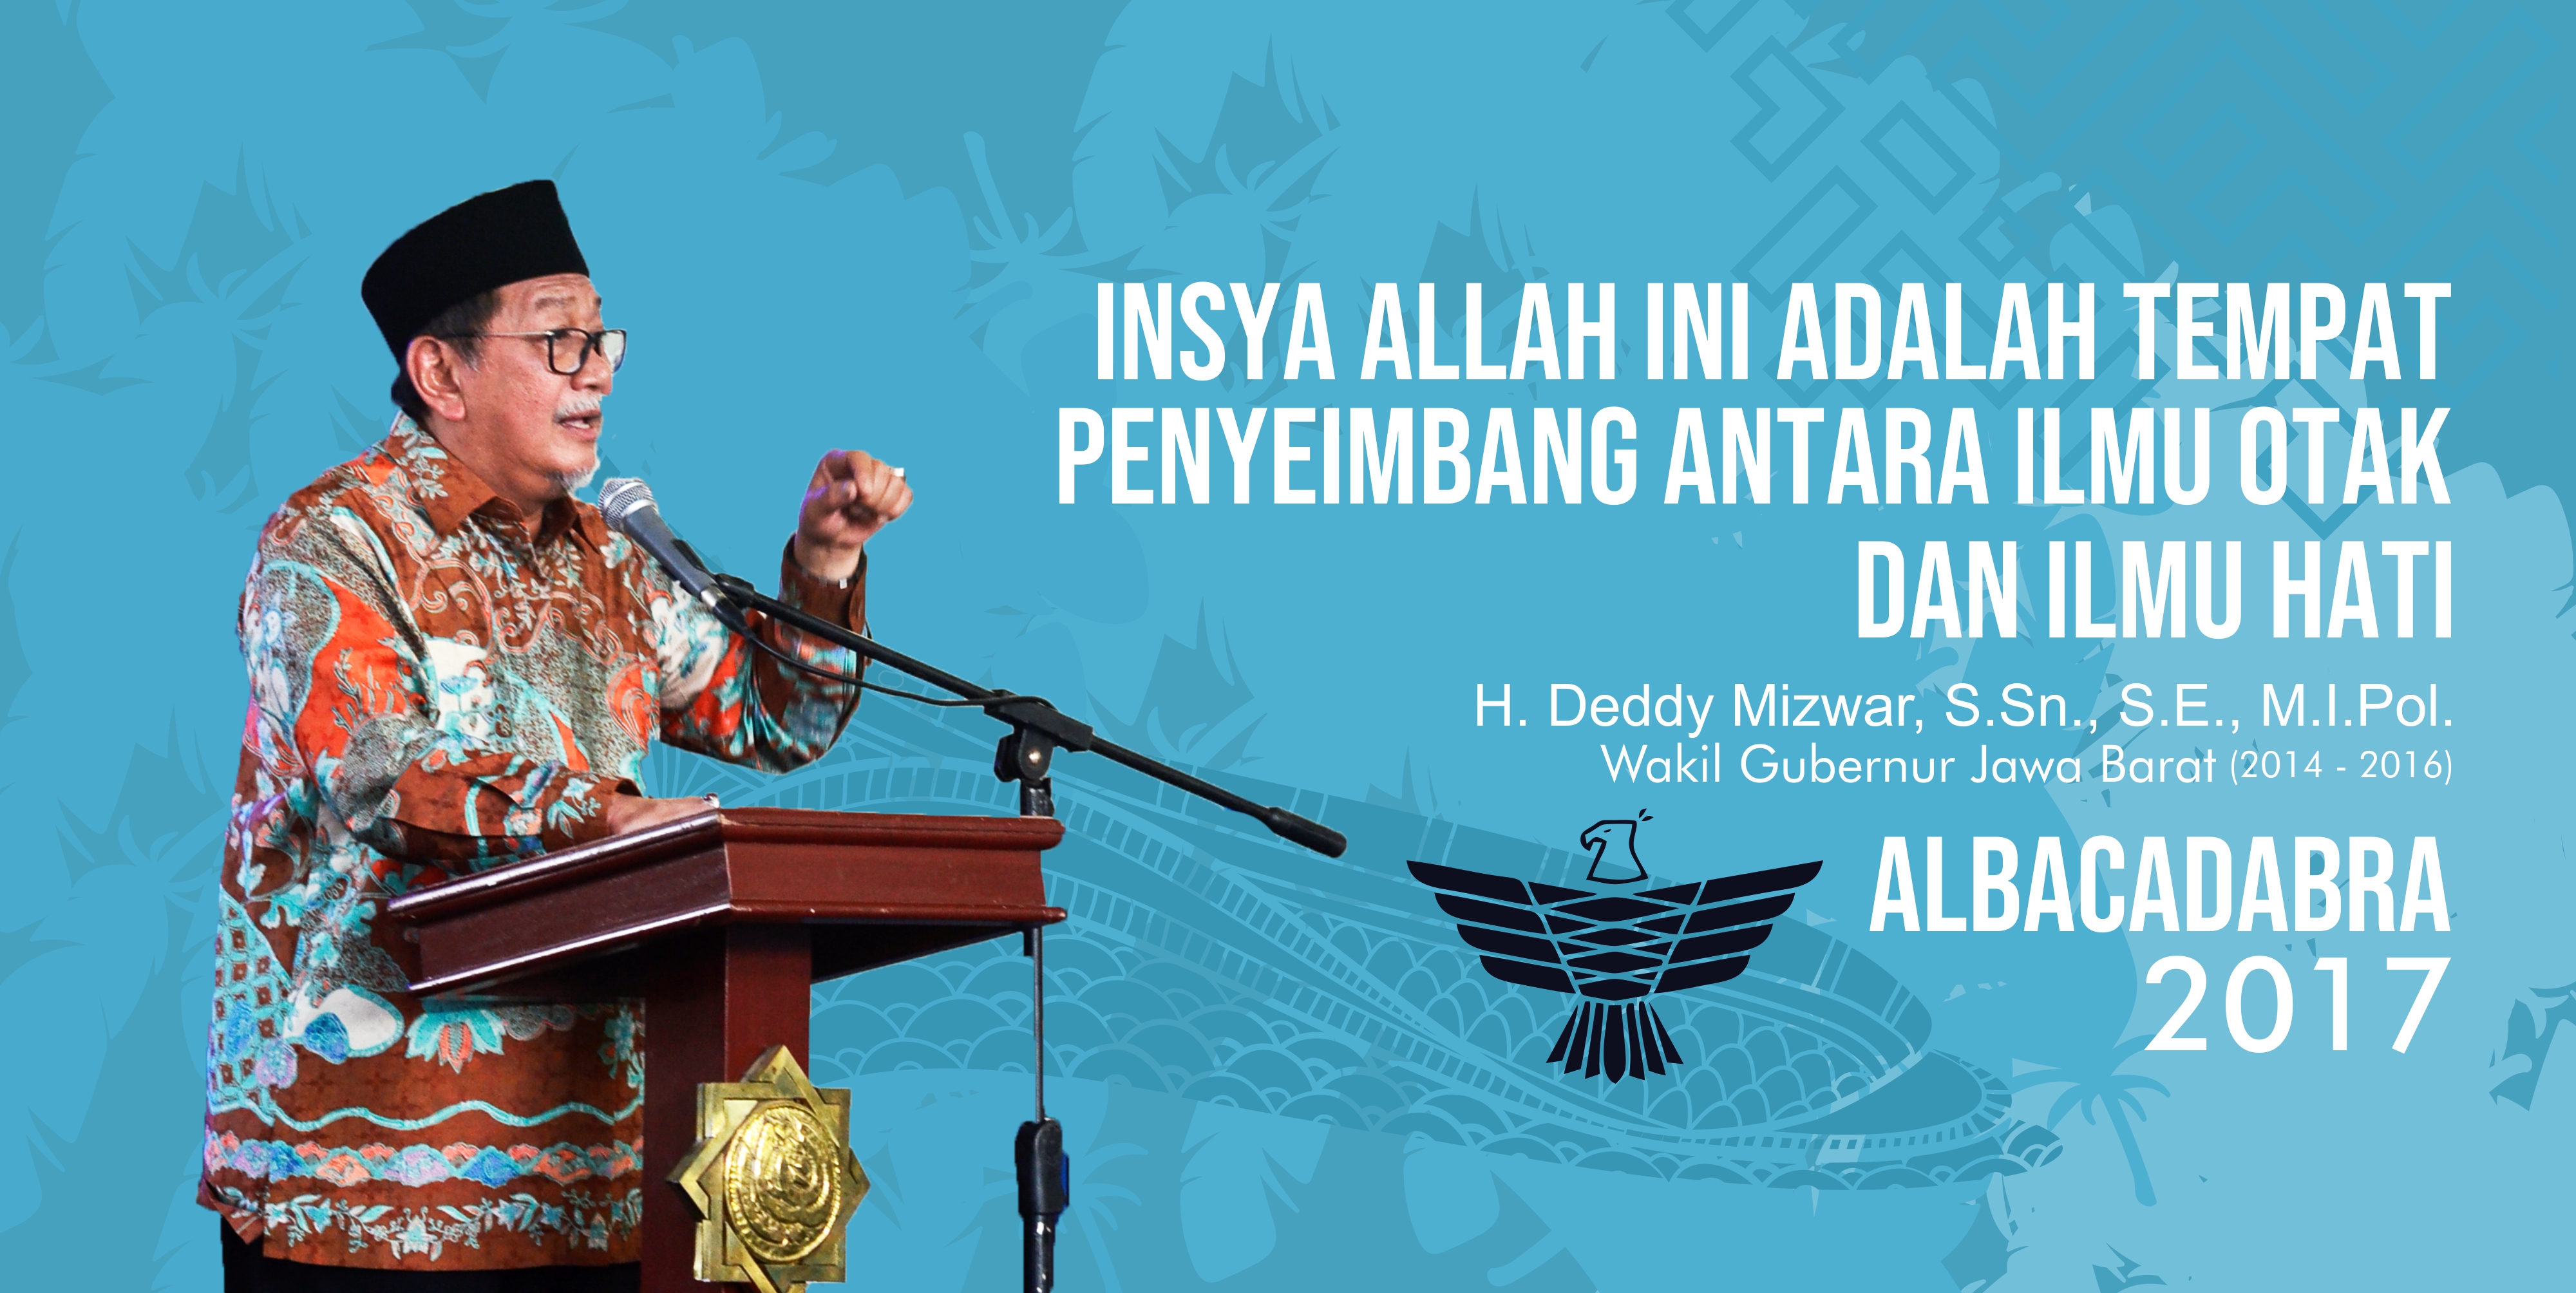 INSYA ALLAH INI ADALAH TEMPAT
PENYEIMBANG ANTARA ILMU OTAK
DAN ILMU HATI
H. Deddy Mizwar, S.Sn., S.E., M.I.Pol.
Wakil Gubernur Jawa Barat (2014 - 2016)
ALBACADABRA
2017